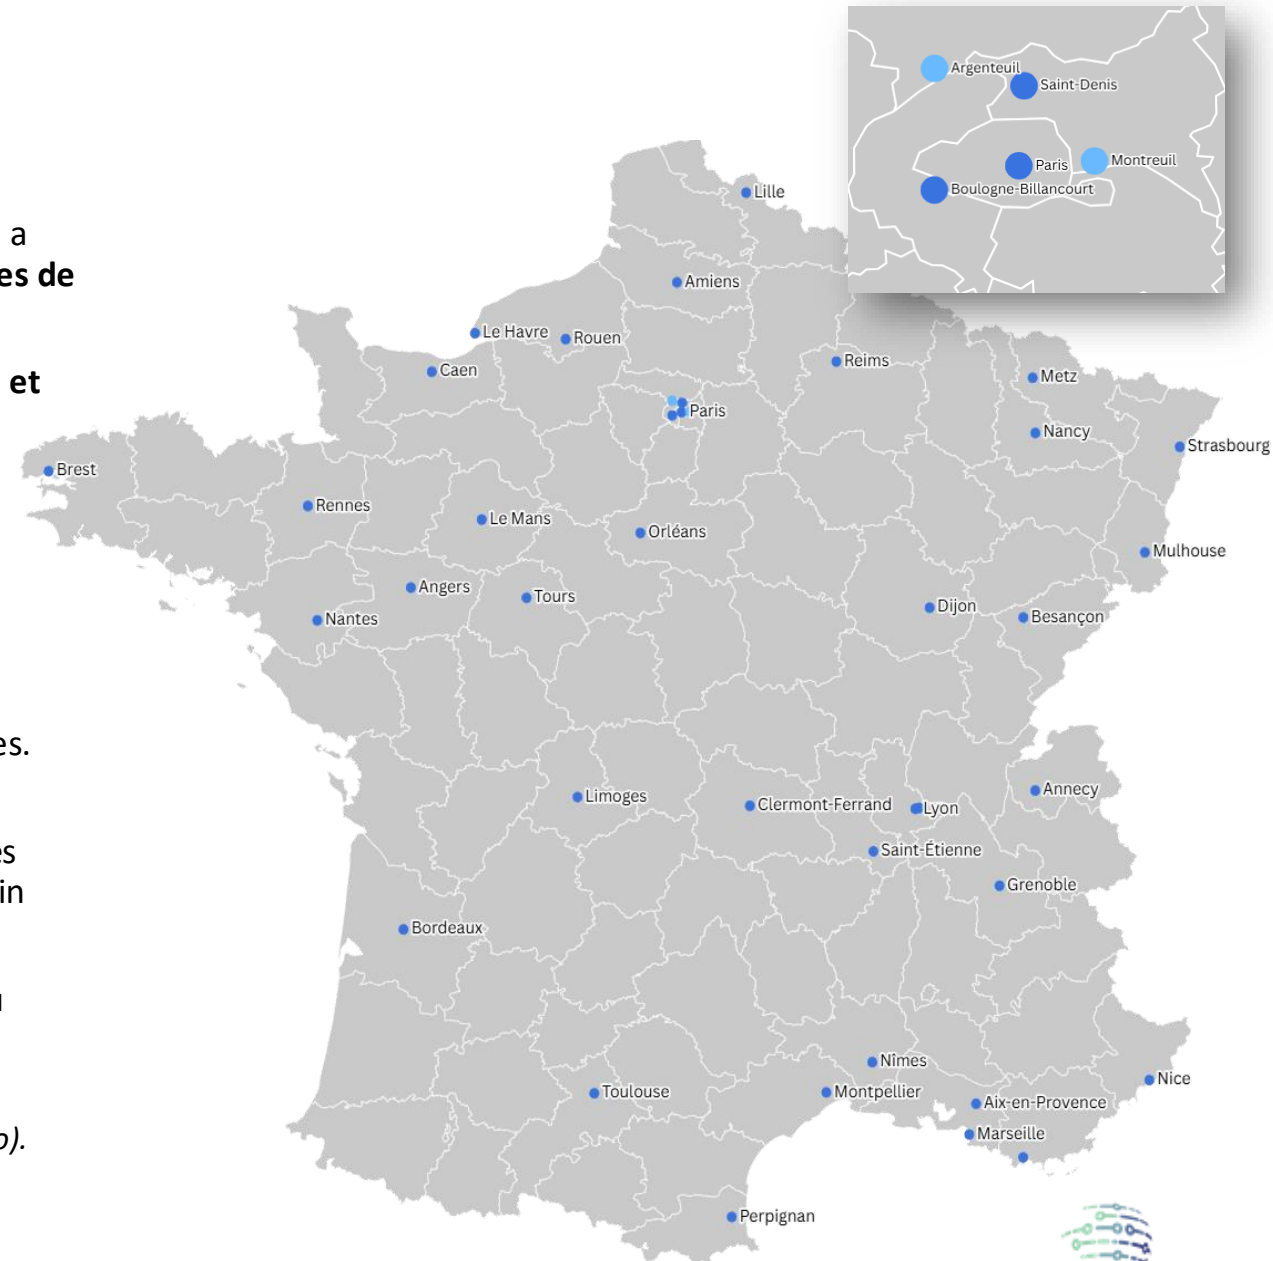 Argenteuil
Saint-Denis
Paris
Montreuil
Boulogne-Billancourt
Lille
a
es de
Amiens
Le Havre
Rouen
Reims
Caen
et
Metz
Paris
Nancy
Strasbourg
Brest
Rennes
Le Mans
Orléans
Mulhouse
Angers
Tours
Dijon
Nantes
Besançon
es.
Annecy
Limoges
Clermont-Ferrand
Lyon
es
Saint-Étienne
in
Grenoble
Bordeaux
Nîmes
Nice
Toulouse
Montpellier
Aix-en-Provence
Marseille
).
Perpignan